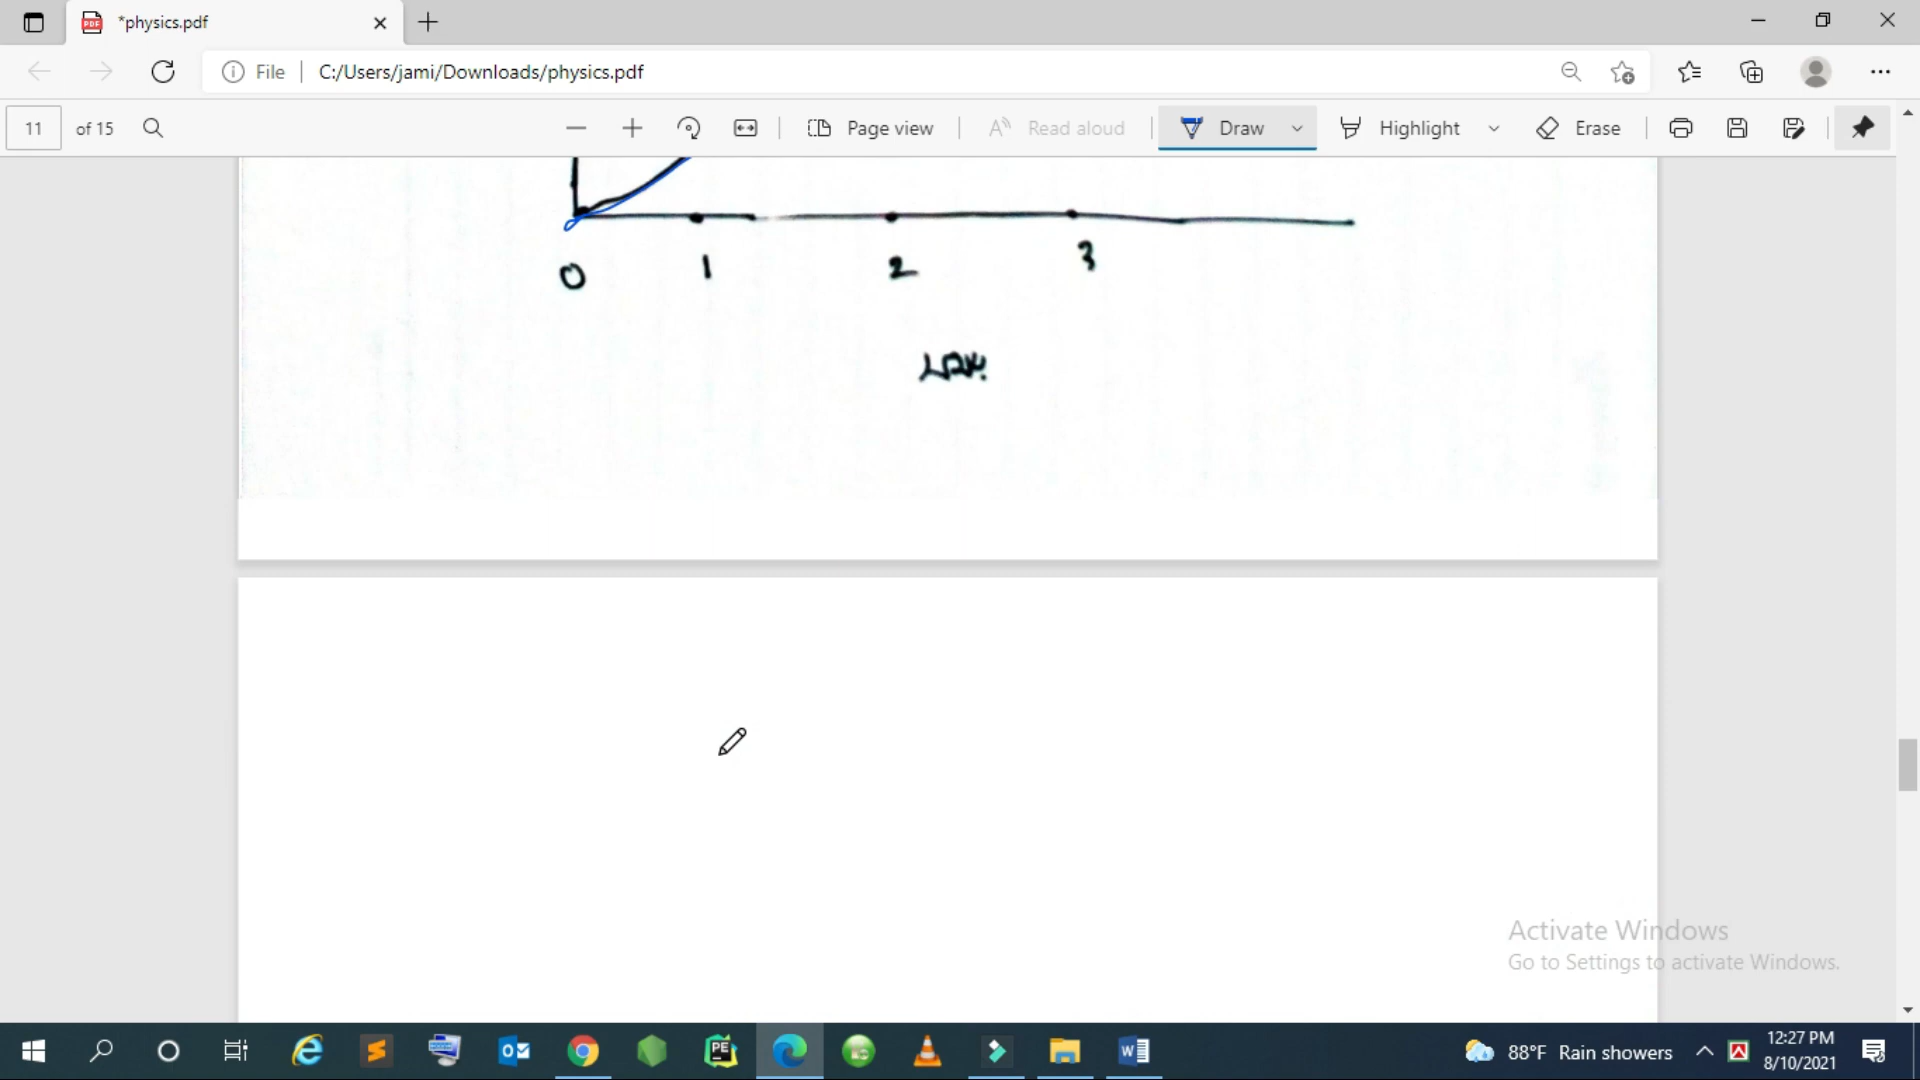 *physics.pdf
File C:/Users/jami/Downloads/physics.pdf
11 of 15 Page view Read aloud Draw Highlight Erase
0 1 2 3
Activate Windows
Go to Settings to activate Windows.
88°F Rain showers 12:27 PM
8/10/2021